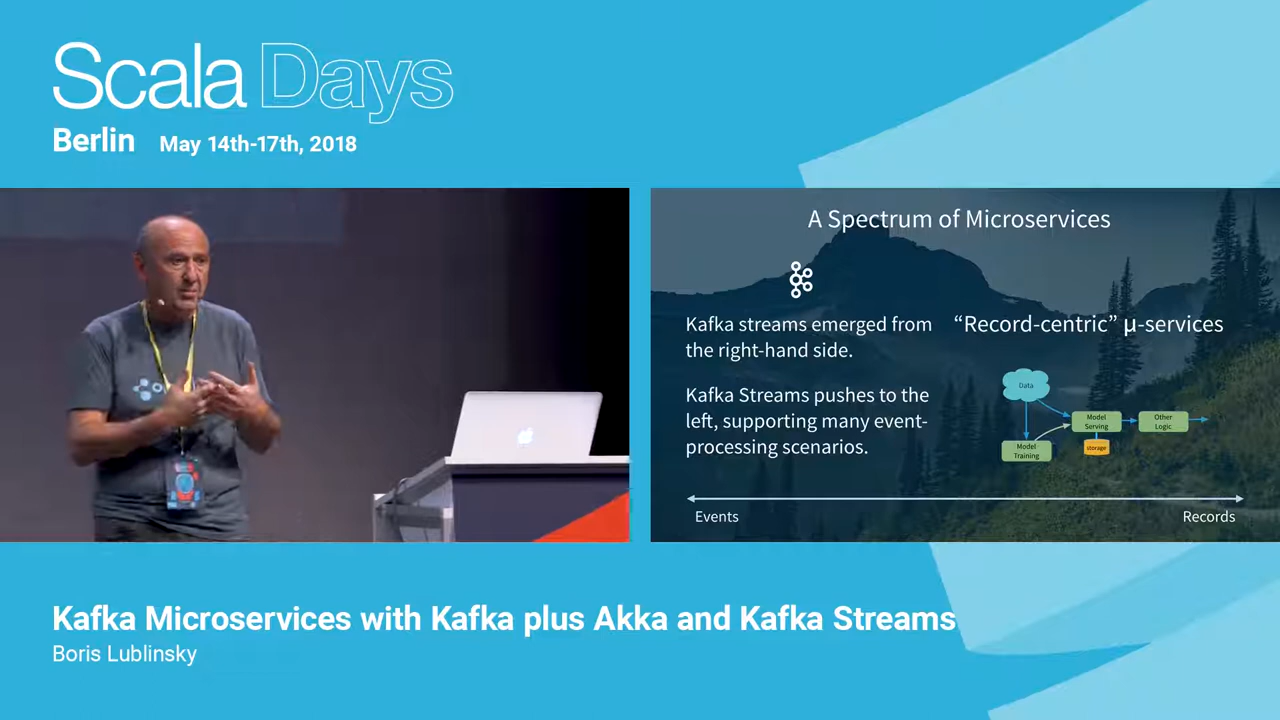 Scala Days
Berlin May 14th-17th, 2018
A Spectrum of Microservices
Kafka streams emerged from
the right-hand side.
Kafka Streams pushes to the
left, supporting many event-
processing scenarios.
“Record-centric” μ-services
Data
Model
Serving
Other
Logic
Model
Training
storage
Events
Records
Kafka Microservices with Kafka plus Akka and Kafka Streams
Boris Lublinsky